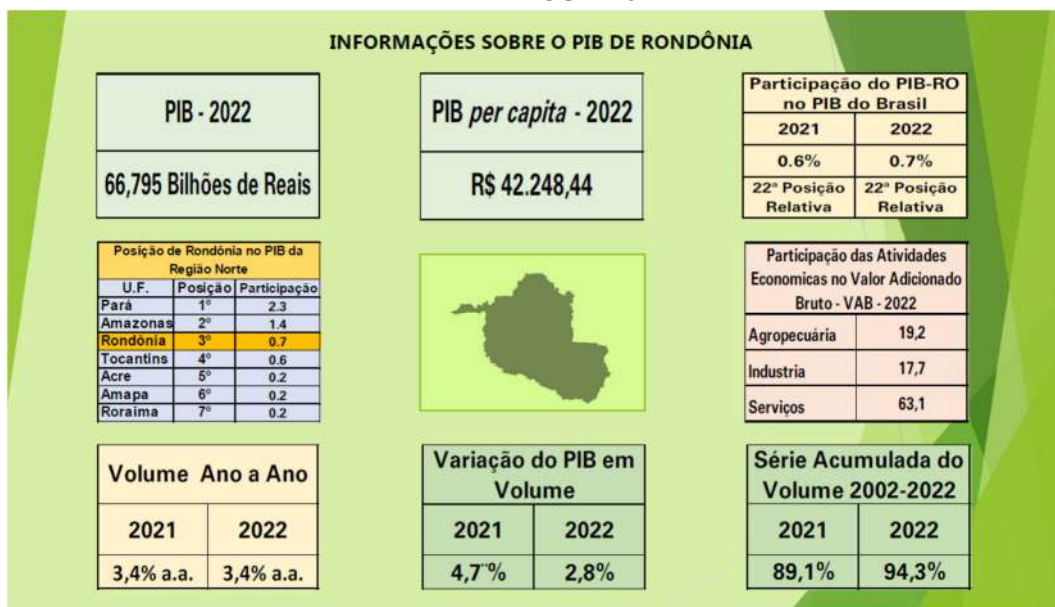 INFORMAÇÕES SOBRE O PIB DE RONDÔNIA
PIB - 2022
66,795 Bilhões de Reais
PIB per capita - 2022
R$ 42.248,44
Participação do PIB-RO
no PIB do Brasil
2021 2022
0.6% 0.7%
22ª Posição 22ª Posição
Relativa Relativa
Posição de Rondônia no PIB da
Região Norte
U.F. Posição Participação
Pará 1º 2.3
Amazonas 2º 1.4
Rondônia 3º 0.7
Tocantins 4º 0.6
Acre 5º 0.2
Amapa 6º 0.2
Roraima 7º 0.2
Participação das Atividades
Economicas no Valor Adicionado
Bruto - VAB - 2022
Agropecuária 19,2
Industria 17,7
Serviços 63,1
Volume Ano a Ano
2021 2022
3,4% a.a. 3,4% a.a.
Variação do PIB em
Volume
2021 2022
4,7¨% 2,8%
Série Acumulada do
Volume 2002-2022
2021 2022
89,1% 94,3%